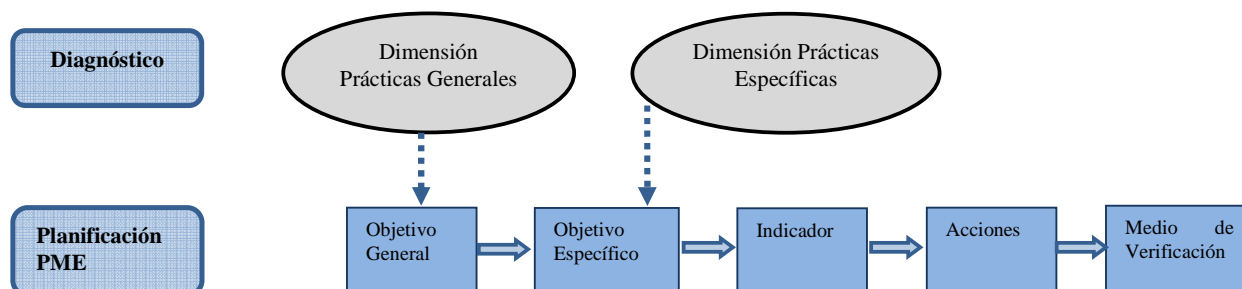 Diagnóstico
Dimensión
Prácticas Generales
Dimensión Prácticas
Específicas
Planificación
PME
Objetivo
General
Objetivo
Específico
Indicador
Acciones
Medio de
Verificación